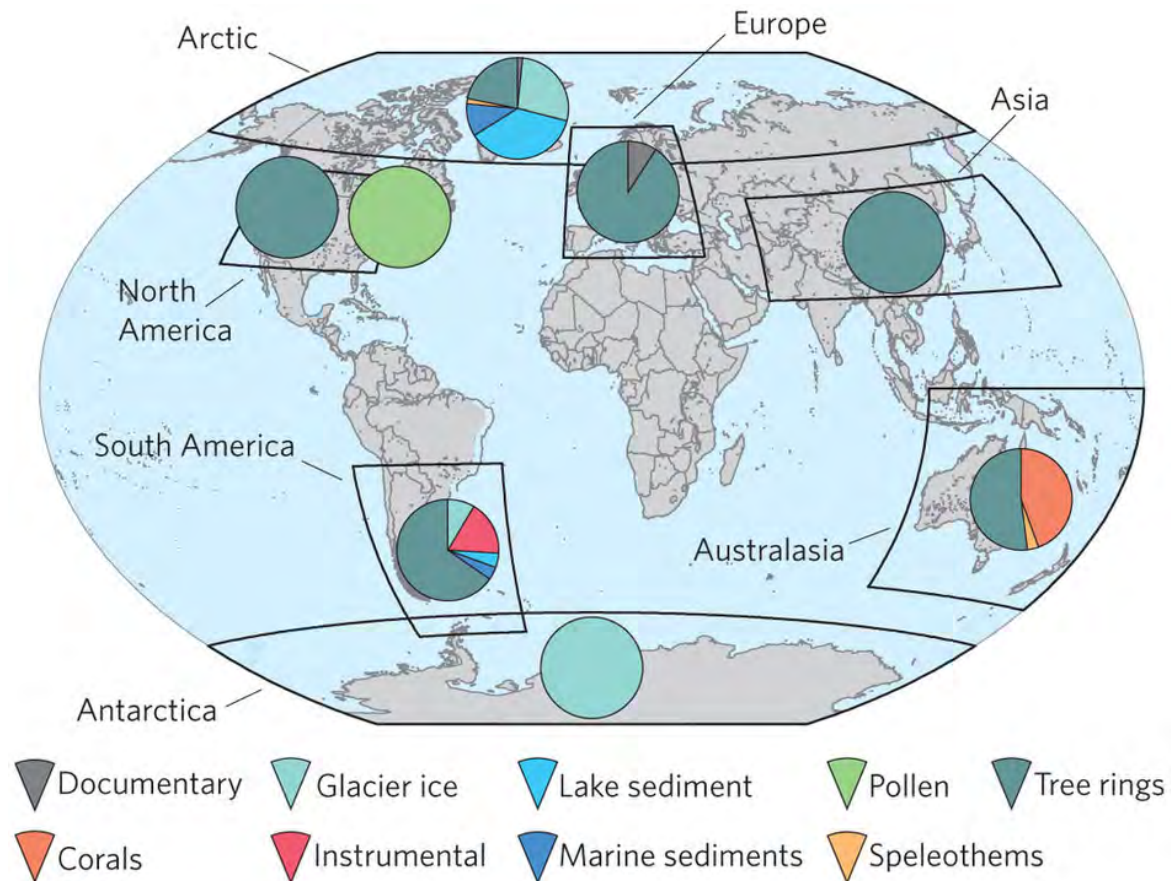 Arctic
Europe
Asia
North
America
South America
Australasia
Antarctica
Documentary
Glacier ice
Lake sediment
Pollen
Tree rings
Corals
Instrumental
Marine sediments
Speleothems